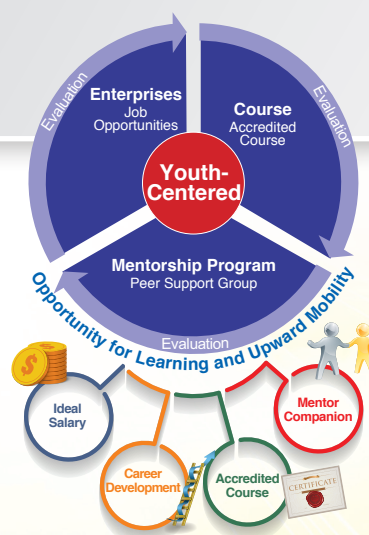 Evaluation
Enterprises
Job
Opportunities
Course
Accredited
Course
Evaluation
Youth-
Centered
Mentorship Program
Peer Support Group
Evaluation
Opportunity for Learning and Upward Mobility
Ideal
Salary
Career
Development
Accredited
Course
Mentor
Companion
CERTIFICATE